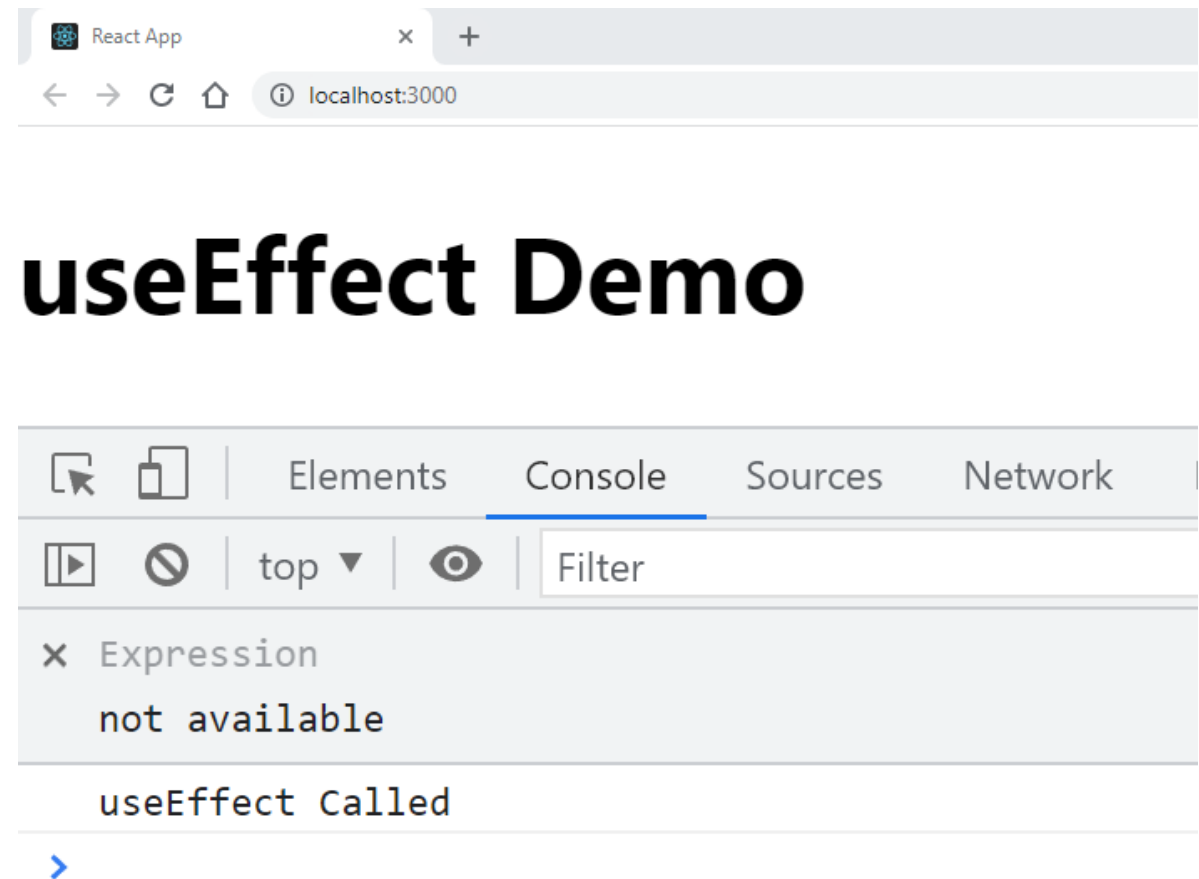 React App
localhost:3000
useEffect Demo
Elements Console Sources Network
top Filter
Expression
not available
useEffect Called